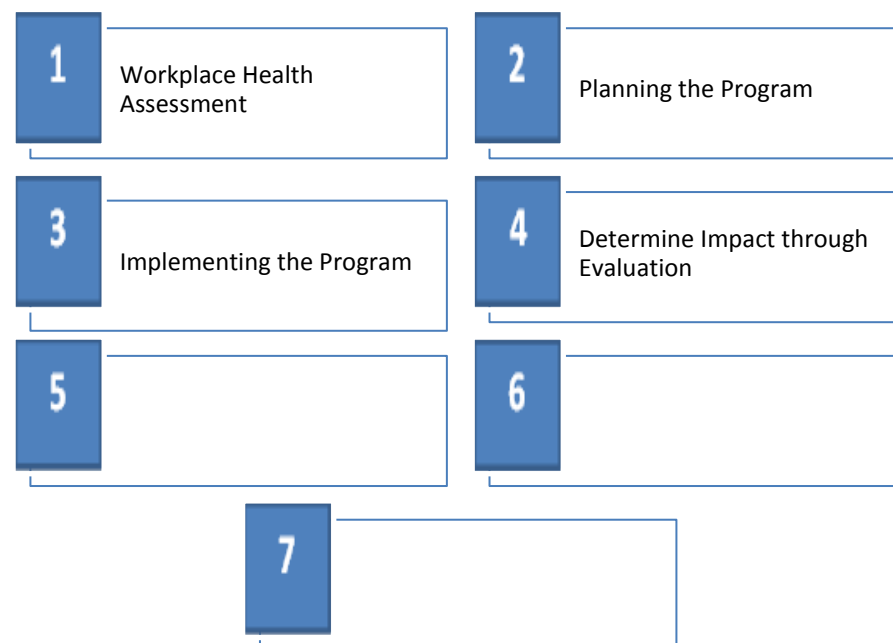 1
Workplace Health
Assessment
2
Planning the Program
3
Implementing the Program
4
Determine Impact through
Evaluation
5
6
7